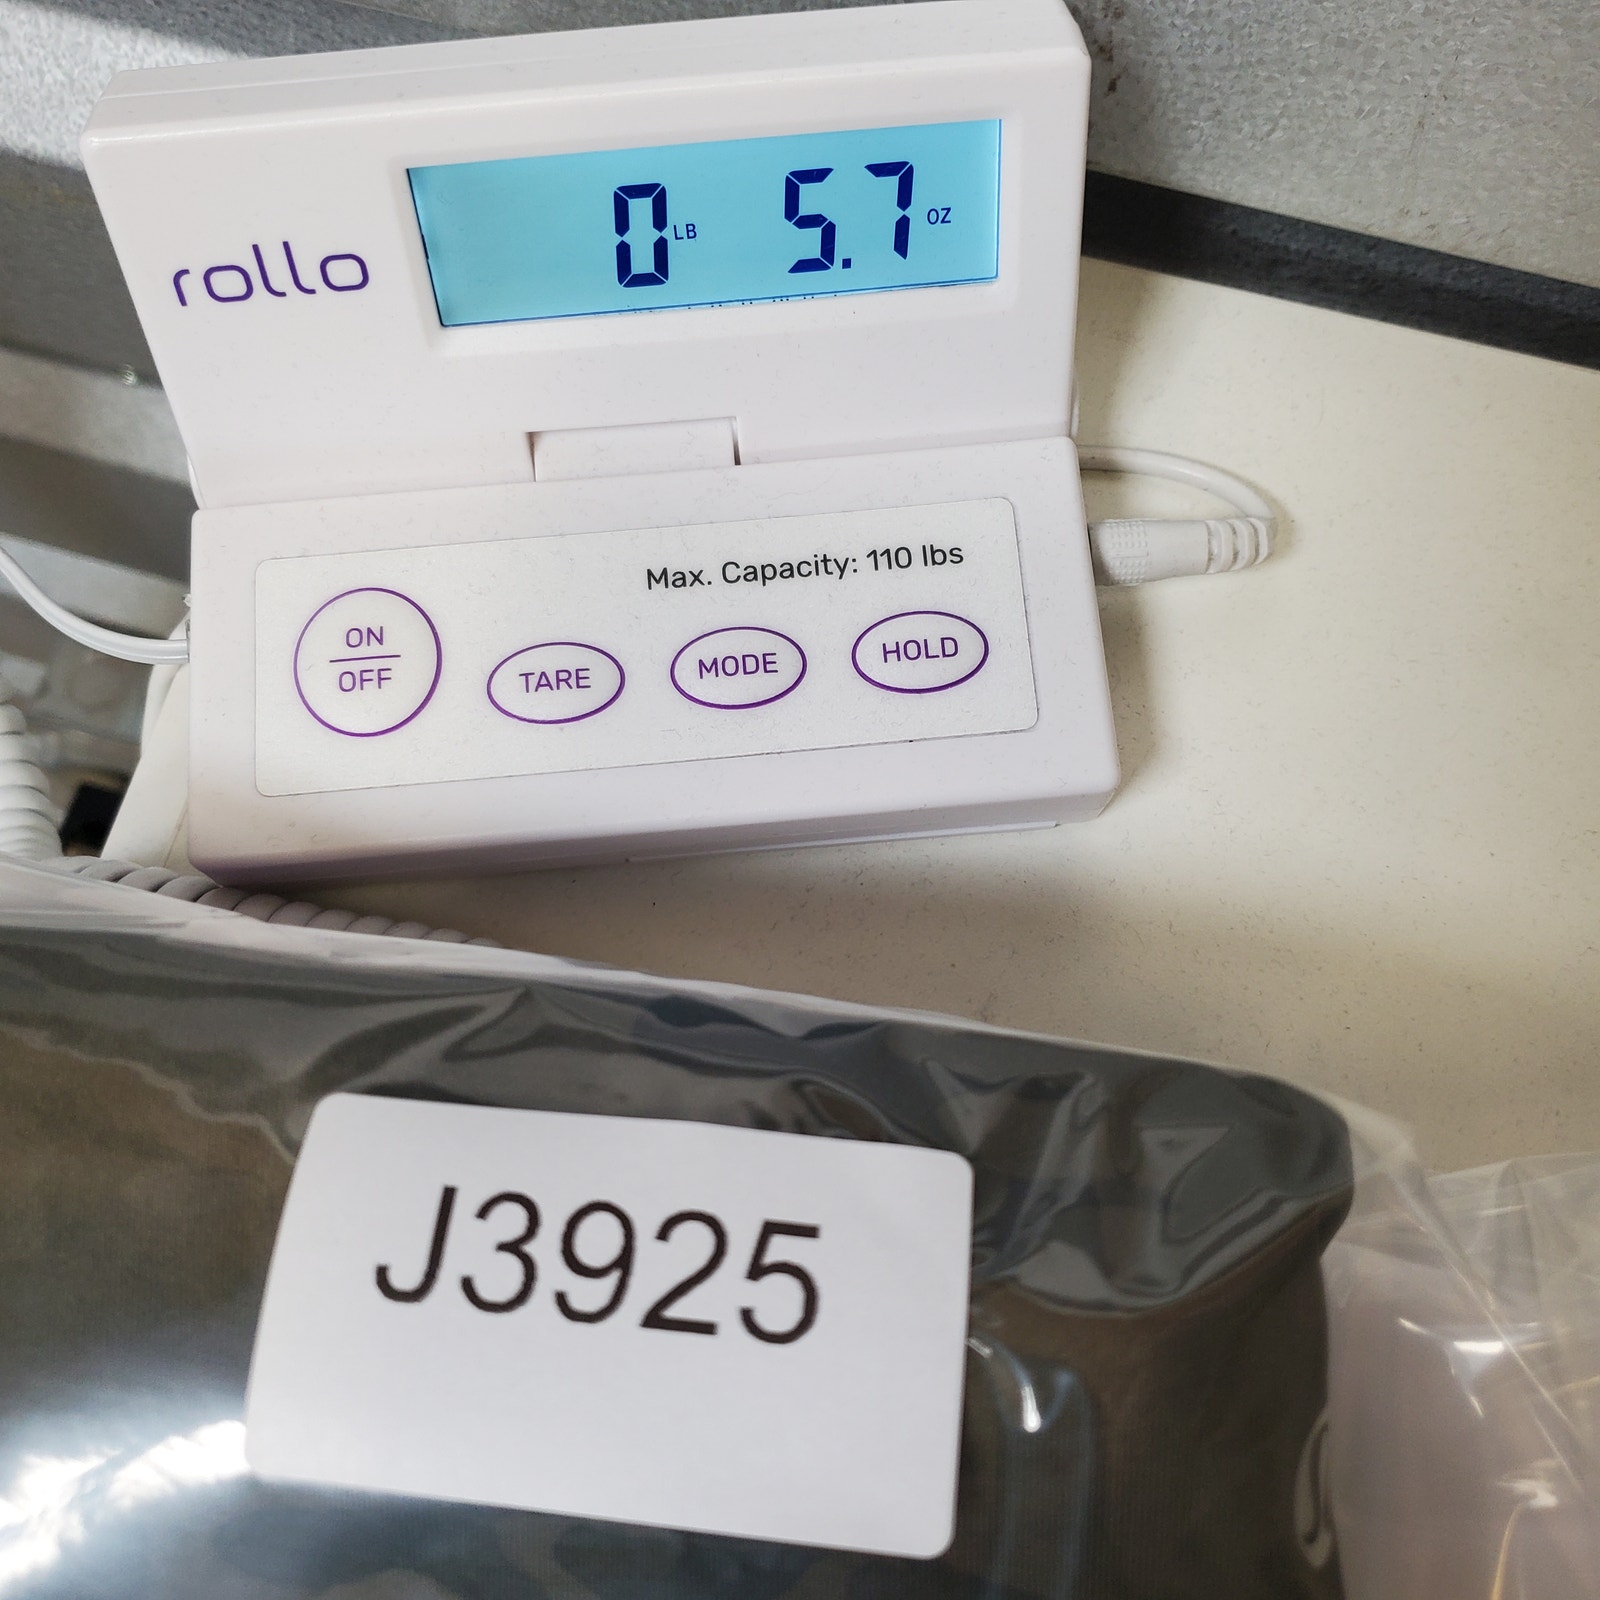 rollo
0 LB 5.7 OZ
Max. Capacity: 110 lbs
ON
OFF
TARE
MODE
HOLD
J3925